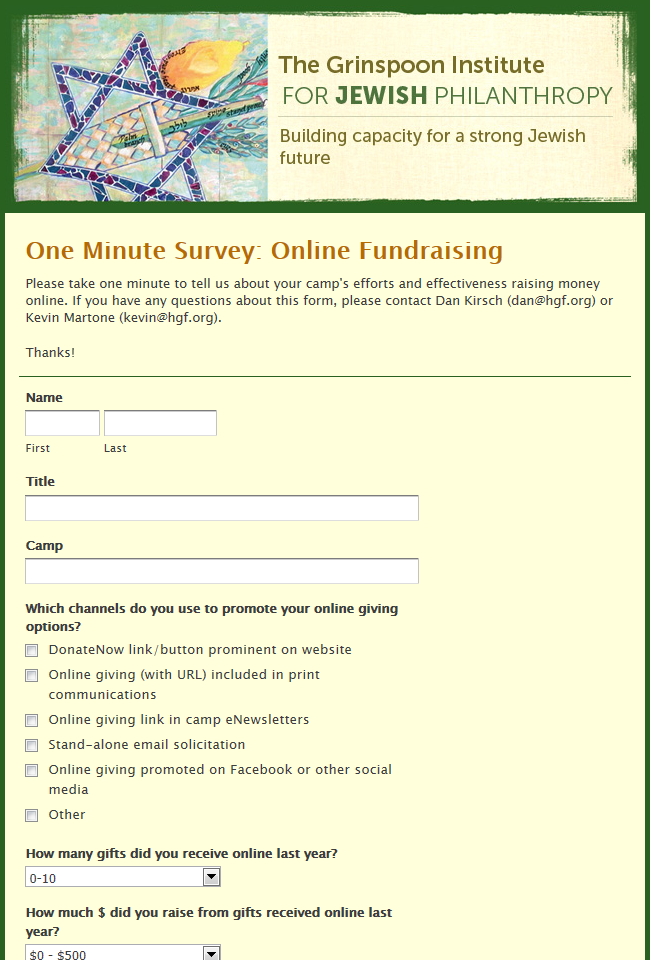 The Grinspoon Institute
FOR JEWISH PHILANTHROPY
Building capacity for a strong Jewish
future
Palm
branch
One Minute Survey: Online Fundraising
Please take one minute to tell us about your camp's efforts and effectiveness raising money
online. If you have any questions about this form, please contact Dan Kirsch (dan@hgf.org) or
Kevin Martone (kevin@hgf.org).
Thanks!
Name
First Last
Title
Camp
Which channels do you use to promote your online giving
options?
DonateNow link/button prominent on website
Online giving (with URL) included in print
communications
Online giving link in camp eNewsletters
Stand-alone email solicitation
Online giving promoted on Facebook or other social
media
Other
How many gifts did you receive online last year?
0-10
How much $ did you raise from gifts received online last
year?
$0 - $500